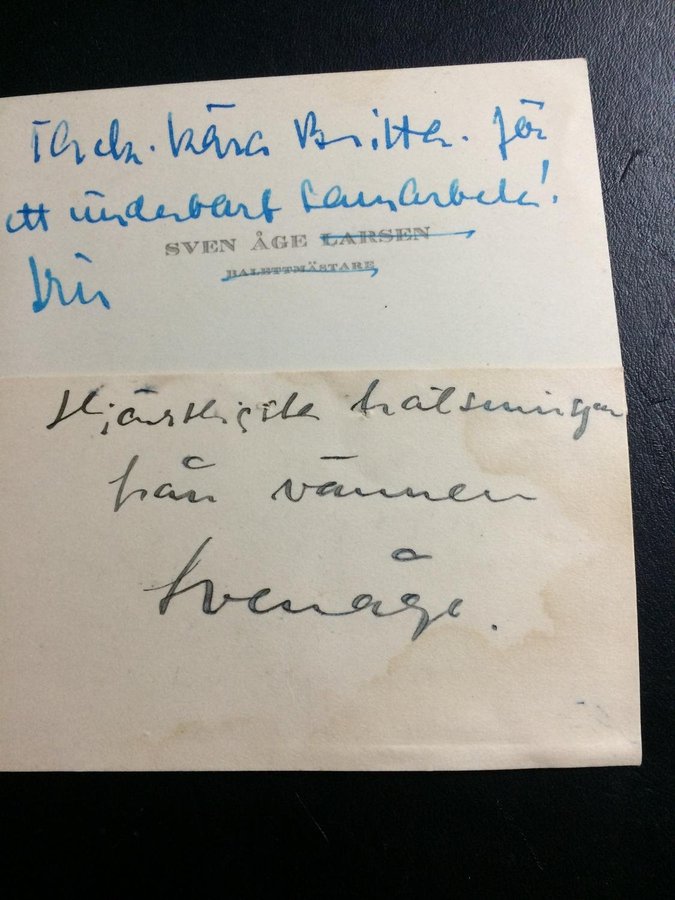 Tack. kära Britta. för
ett underbart Samarbete!
SVEN ÅGE LARSEN
BALETTMÄSTARE
Hjärtligste hälsningar
från vännen
Svenåge.